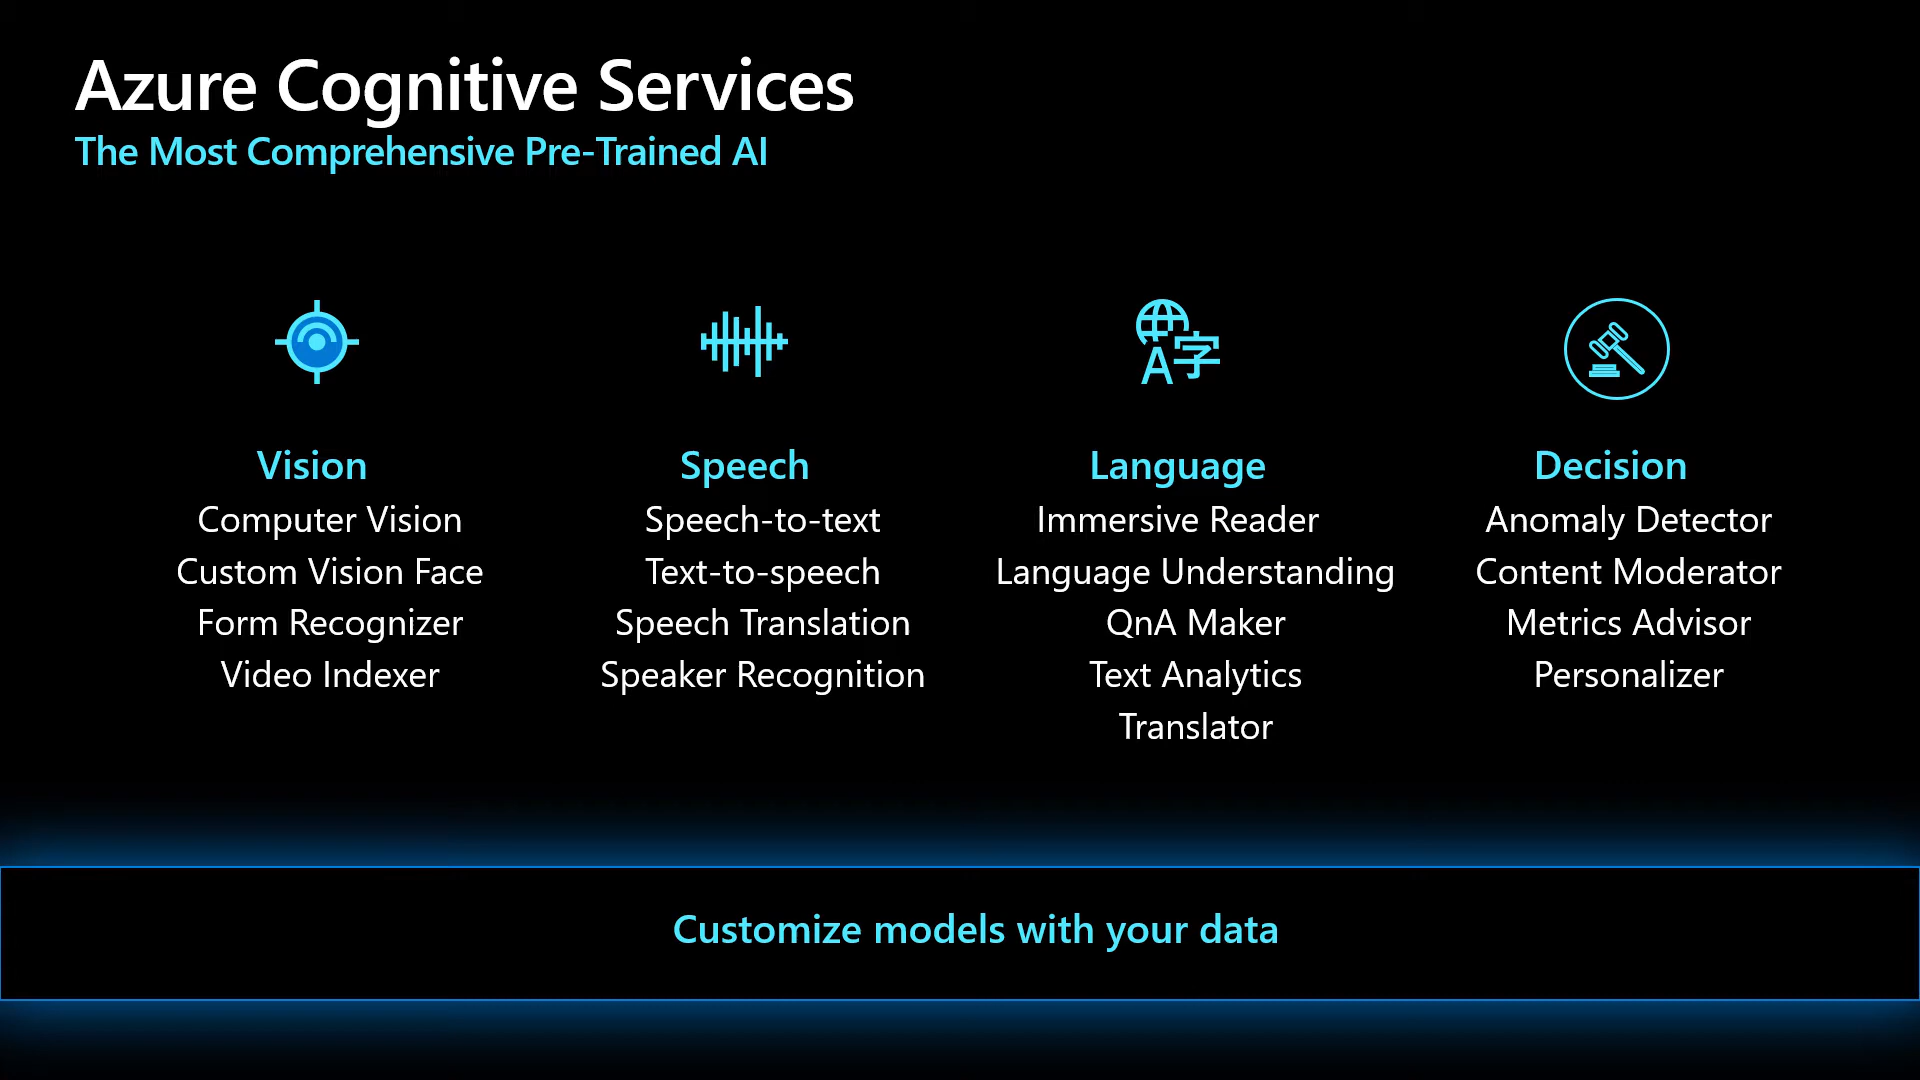 Azure Cognitive Services
The Most Comprehensive Pre-Trained AI
A字
Vision
Computer Vision
Custom Vision Face
Form Recognizer
Video Indexer
Speech
Speech-to-text
Text-to-speech
Speech Translation
Speaker Recognition
Language
Immersive Reader
Language Understanding
QnA Maker
Text Analytics
Translator
Decision
Anomaly Detector
Content Moderator
Metrics Advisor
Personalizer
Customize models with your data